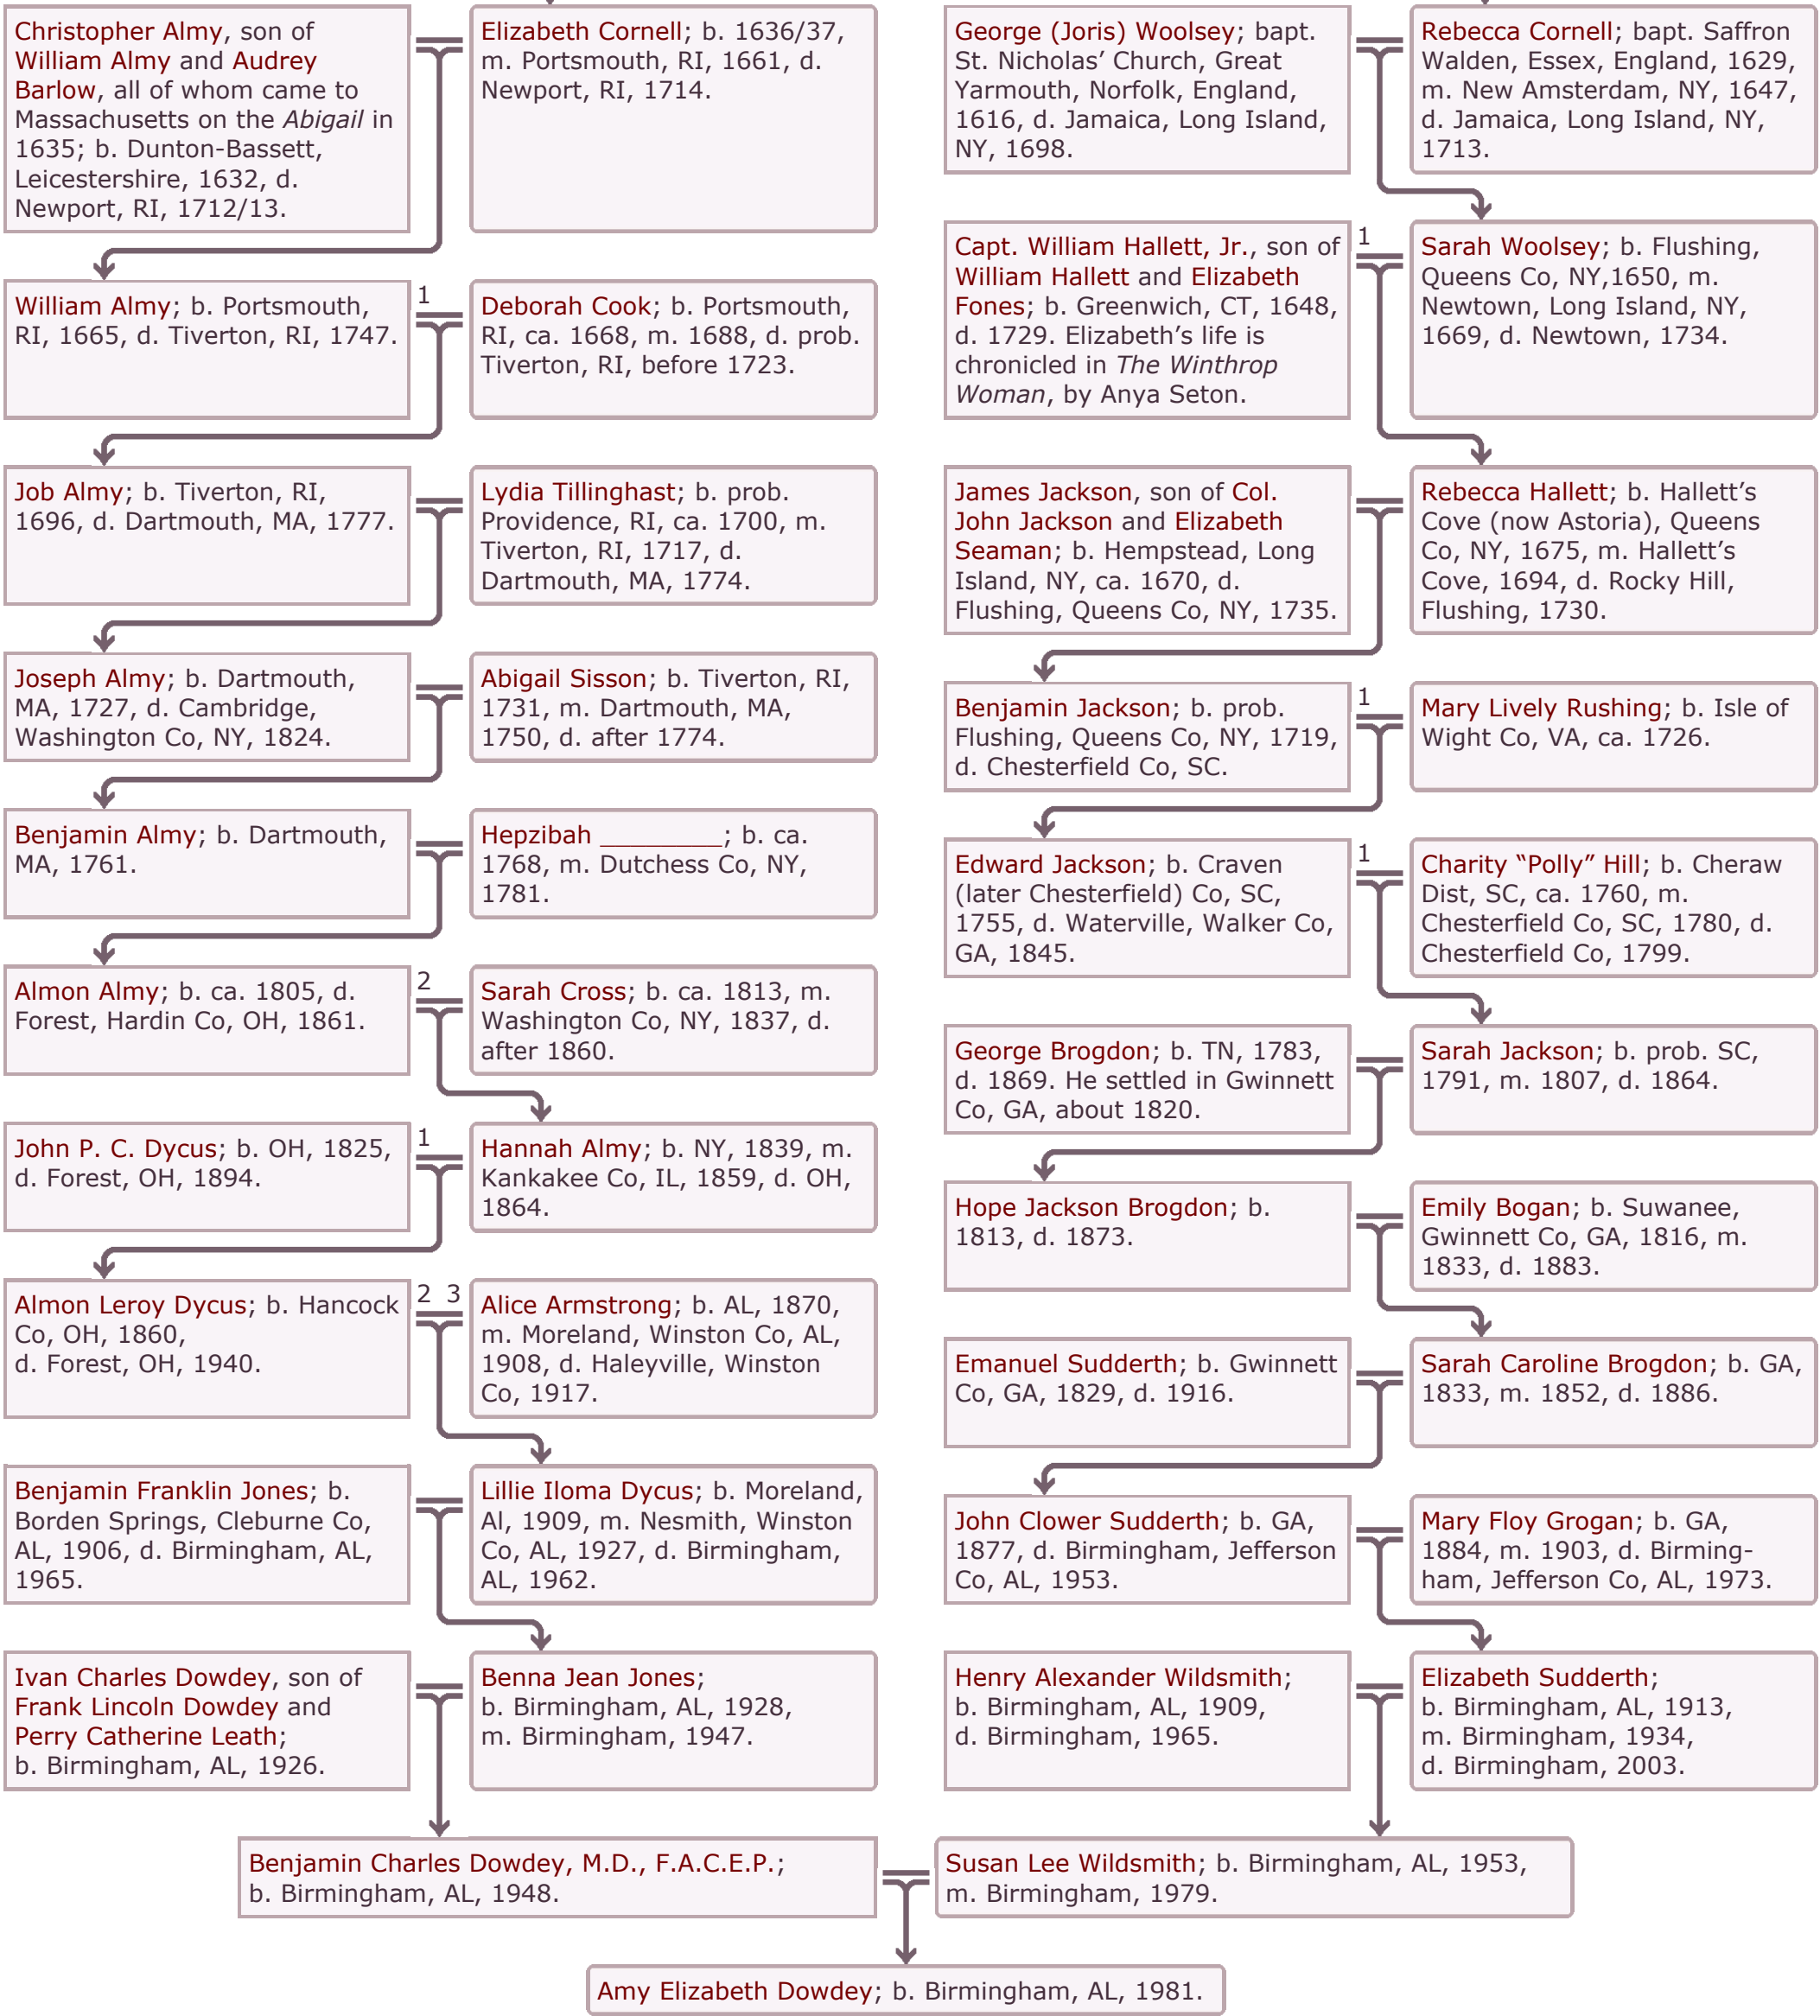 Christopher Almy, son of
William Almy and Audrey
Barlow, all of whom came to
Massachusetts on the Abigail in
1635; b. Dunton-Bassett,
Leicestershire, 1632, d.
Newport, RI, 1712/13.
Elizabeth Cornell; b. 1636/37,
m. Portsmouth, RI, 1661, d.
Newport, RI, 1714.
William Almy; b. Portsmouth,
RI, 1665, d. Tiverton, RI, 1747.
1
Deborah Cook; b. Portsmouth,
RI, ca. 1668, m. 1688, d. prob.
Tiverton, RI, before 1723.
Job Almy; b. Tiverton, RI,
1696, d. Dartmouth, MA, 1777.
Lydia Tillinghast; b. prob.
Providence, RI, ca. 1700, m.
Tiverton, RI, 1717, d.
Dartmouth, MA, 1774.
Joseph Almy; b. Dartmouth,
MA, 1727, d. Cambridge,
Washington Co, NY, 1824.
Abigail Sisson; b. Tiverton, RI,
1731, m. Dartmouth, MA,
1750, d. after 1774.
Benjamin Almy; b. Dartmouth,
MA, 1761.
Hepzibah _________; b. ca.
1768, m. Dutchess Co, NY,
1781.
Almon Almy; b. ca. 1805, d.
Forest, Hardin Co, OH, 1861.
2
Sarah Cross; b. ca. 1813, m.
Washington Co, NY, 1837, d.
after 1860.
John P. C. Dycus; b. OH, 1825,
d. Forest, OH, 1894.
1
Hannah Almy; b. NY, 1839, m.
Kankakee Co, IL, 1859, d. OH,
1864.
Almon Leroy Dycus; b. Hancock
Co, OH, 1860,
d. Forest, OH, 1940.
2 3
Alice Armstrong; b. AL, 1870,
m. Moreland, Winston Co, AL,
1908, d. Haleyville, Winston
Co, 1917.
Benjamin Franklin Jones; b.
Borden Springs, Cleburne Co,
AL, 1906, d. Birmingham, AL,
1965.
Lillie Iloma Dycus; b. Moreland,
Al, 1909, m. Nesmith, Winston
Co, AL, 1927, d. Birmingham,
AL, 1962.
Ivan Charles Dowdey, son of
Frank Lincoln Dowdey and
Perry Catherine Leath;
b. Birmingham, AL, 1926.
Benna Jean Jones;
b. Birmingham, AL, 1928,
m. Birmingham, 1947.
George (Joris) Woolsey; bapt.
St. Nicholas’ Church, Great
Yarmouth, Norfolk, England,
1616, d. Jamaica, Long Island,
NY, 1698.
Rebecca Cornell; bapt. Saffron
Walden, Essex, England, 1629,
m. New Amsterdam, NY, 1647,
d. Jamaica, Long Island, NY,
1713.
Capt. William Hallett, Jr., son of
William Hallett and Elizabeth
Fones; b. Greenwich, CT, 1648,
d. 1729. Elizabeth’s life is
chronicled in The Winthrop
Woman, by Anya Seton.
1
Sarah Woolsey; b. Flushing,
Queens Co, NY,1650, m.
Newtown, Long Island, NY,
1669, d. Newtown, 1734.
James Jackson, son of Col.
John Jackson and Elizabeth
Seaman; b. Hempstead, Long
Island, NY, ca. 1670, d.
Flushing, Queens Co, NY, 1735.
Rebecca Hallett; b. Hallett’s
Cove (now Astoria), Queens
Co, NY, 1675, m. Hallett’s
Cove, 1694, d. Rocky Hill,
Flushing, 1730.
Benjamin Jackson; b. prob.
Flushing, Queens Co, NY, 1719,
d. Chesterfield Co, SC.
1
Mary Lively Rushing; b. Isle of
Wight Co, VA, ca. 1726.
Edward Jackson; b. Craven
(later Chesterfield) Co, SC,
1755, d. Waterville, Walker Co,
GA, 1845.
1
Charity “Polly” Hill; b. Cheraw
Dist, SC, ca. 1760, m.
Chesterfield Co, SC, 1780, d.
Chesterfield Co, 1799.
George Brogdon; b. TN, 1783,
d. 1869. He settled in Gwinnett
Co, GA, about 1820.
Sarah Jackson; b. prob. SC,
1791, m. 1807, d. 1864.
Hope Jackson Brogdon; b.
1813, d. 1873.
Emily Bogan; b. Suwanee,
Gwinnett Co, GA, 1816, m.
1833, d. 1883.
Emanuel Sudderth; b. Gwinnett
Co, GA, 1829, d. 1916.
Sarah Caroline Brogdon; b. GA,
1833, m. 1852, d. 1886.
John Clower Sudderth; b. GA,
1877, d. Birmingham, Jefferson
Co, AL, 1953.
Mary Floy Grogan; b. GA,
1884, m. 1903, d. Birming-
ham, Jefferson Co, AL, 1973.
Henry Alexander Wildsmith;
b. Birmingham, AL, 1909,
d. Birmingham, 1965.
Elizabeth Sudderth;
b. Birmingham, AL, 1913,
m. Birmingham, 1934,
d. Birmingham, 2003.
Benjamin Charles Dowdey, M.D., F.A.C.E.P.;
b. Birmingham, AL, 1948.
Susan Lee Wildsmith; b. Birmingham, AL, 1953,
m. Birmingham, 1979.
Amy Elizabeth Dowdey; b. Birmingham, AL, 1981.